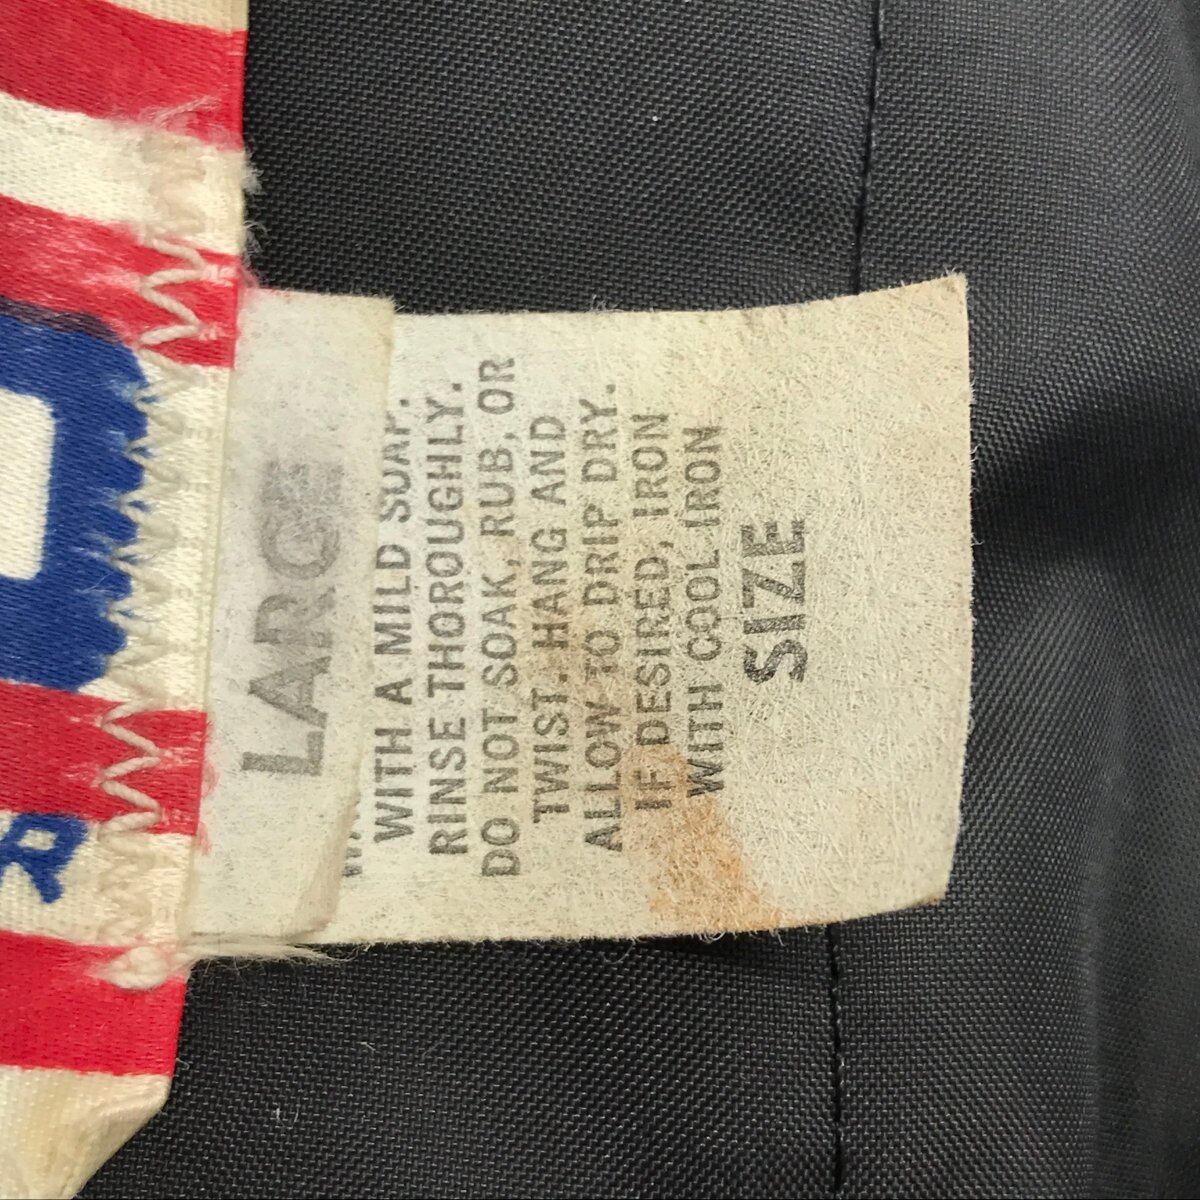 LARGE
WITH A MILD SOAP.
RINSE THOROUGHLY.
DO NOT SOAK, RUB, OR
TWIST. HANG AND
ALLOW TO DRIP DRY.
IF DESIRED, IRON
WITH COOL IRON
SIZE
R